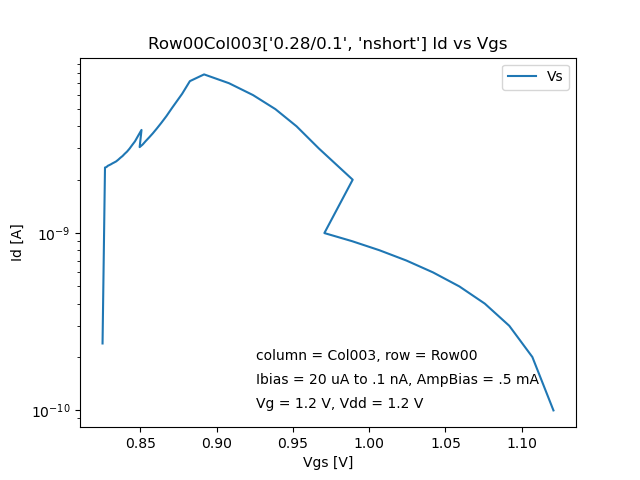 Row00Col003['0.28/0.1', 'nshort'] Id vs Vgs
Vs
10⁻⁹
Id [A]
column = Col003, row = Row00
Ibias = 20 uA to .1 nA, AmpBias = .5 mA
Vg = 1.2 V, Vdd = 1.2 V
10⁻¹⁰
0.85 0.90 0.95 1.00 1.05 1.10
Vgs [V]